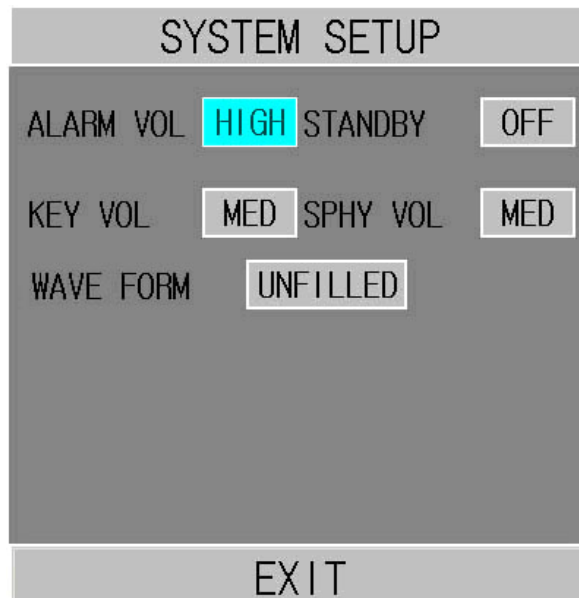 SYSTEM SETUP
ALARM VOL HIGH STANDBY OFF
KEY VOL MED SPHY VOL MED
WAVE FORM UNFILLED
EXIT